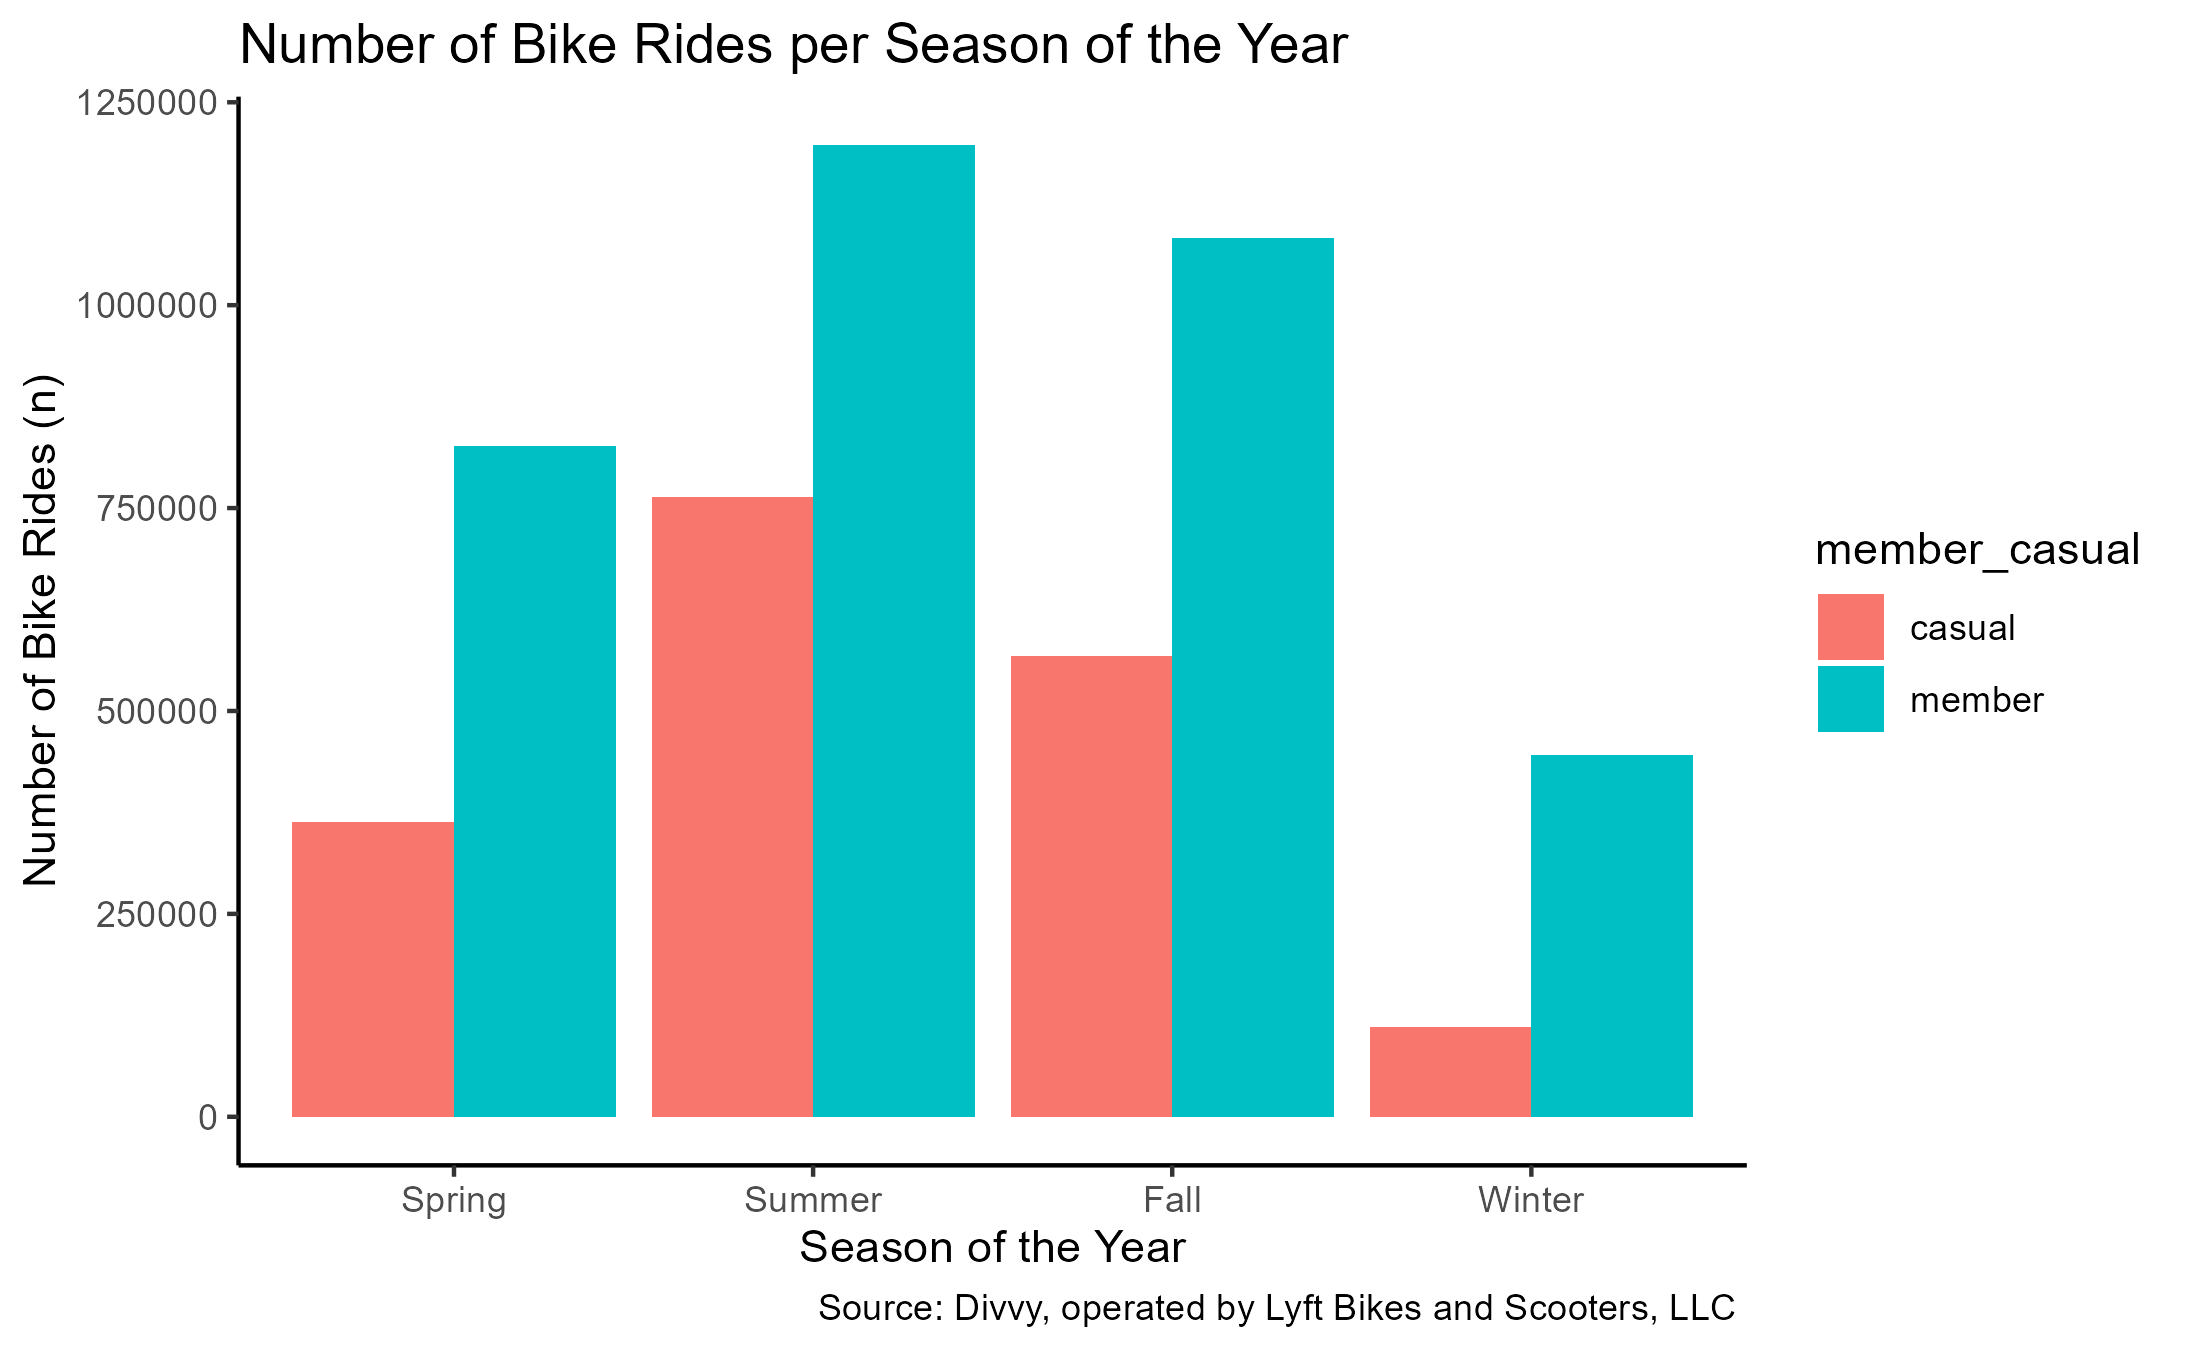 Number of Bike Rides per Season of the Year
1250000
1000000
750000
500000
250000
0
Number of Bike Rides (n)
Spring
Summer
Fall
Winter
Season of the Year
Source: Divvy, operated by Lyft Bikes and Scooters, LLC
member_casual
casual
member